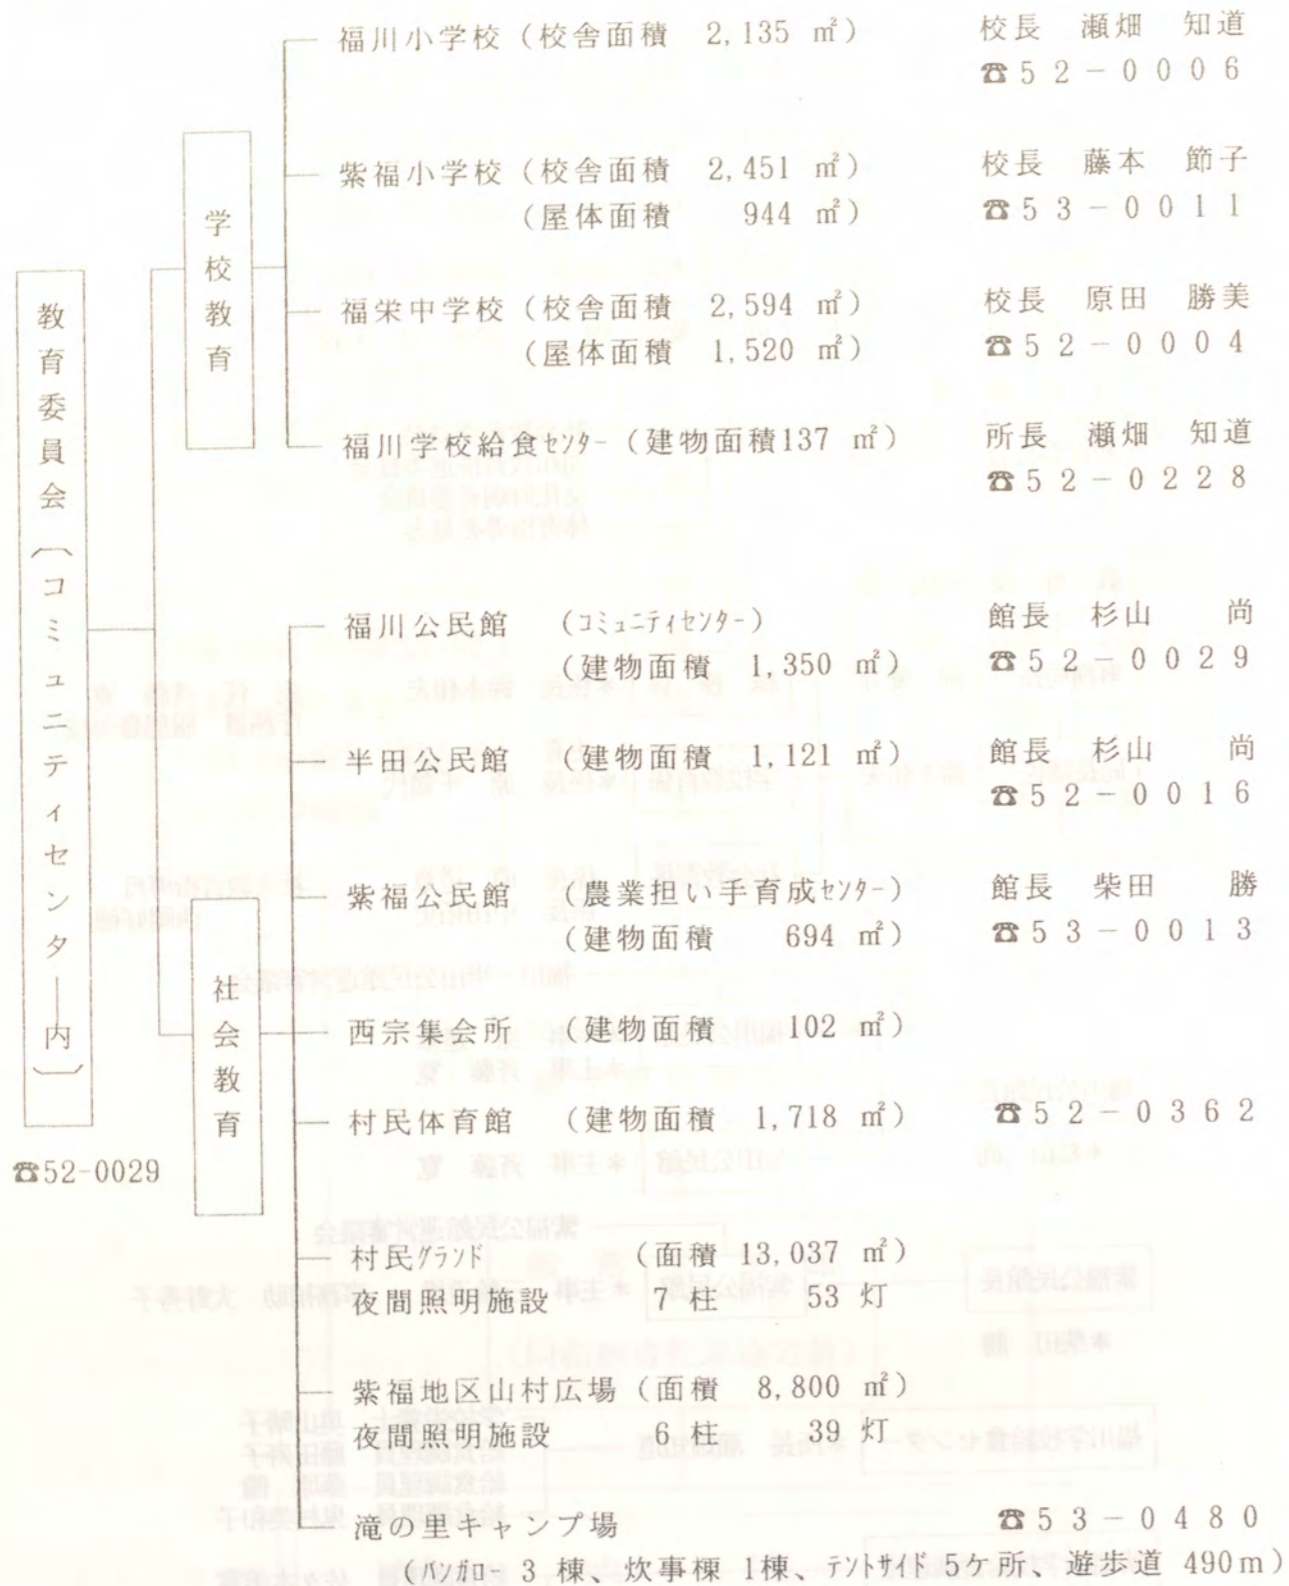 福川小学校（校舎面積 2,135 ㎡） 校長 瀬畑 知道
☎52－0006
紫福小学校（校舎面積 2,451 ㎡） 校長 藤本 節子
（屋体面積 944 ㎡） ☎53－0011
福栄中学校（校舎面積 2,594 ㎡） 校長 原田 勝美
（屋体面積 1,520 ㎡） ☎52－0004
福川学校給食ｾﾝﾀｰ（建物面積137 ㎡） 所長 瀬畑 知道
☎52－0228
学校教育
教育委員会〔コミュニティセンター内〕
☎52-0029
福川公民館 （ｺﾐｭﾆﾃｨｾﾝﾀｰ） 館長 杉山 尚
（建物面積 1,350 ㎡） ☎52－0029
半田公民館 （建物面積 1,121 ㎡） 館長 杉山 尚
☎52－0016
紫福公民館 （農業担い手育成ｾﾝﾀｰ） 館長 柴田 勝
（建物面積 694 ㎡） ☎53－0013
社会教育
西宗集会所 （建物面積 102 ㎡）
村民体育館 （建物面積 1,718 ㎡） ☎52－0362
村民ｸﾞﾗﾝﾄﾞ （面積 13,037 ㎡）
夜間照明施設 7 柱 53 灯
紫福地区山村広場（面積 8,800 ㎡）
夜間照明施設 6 柱 39 灯
滝の里キャンプ場 ☎53－0480
（ﾊﾞﾝｶﾞﾛｰ 3 棟、炊事棟 1棟、ﾃﾝﾄｻｲﾄﾞ 5ケ所、遊歩道 490ｍ）